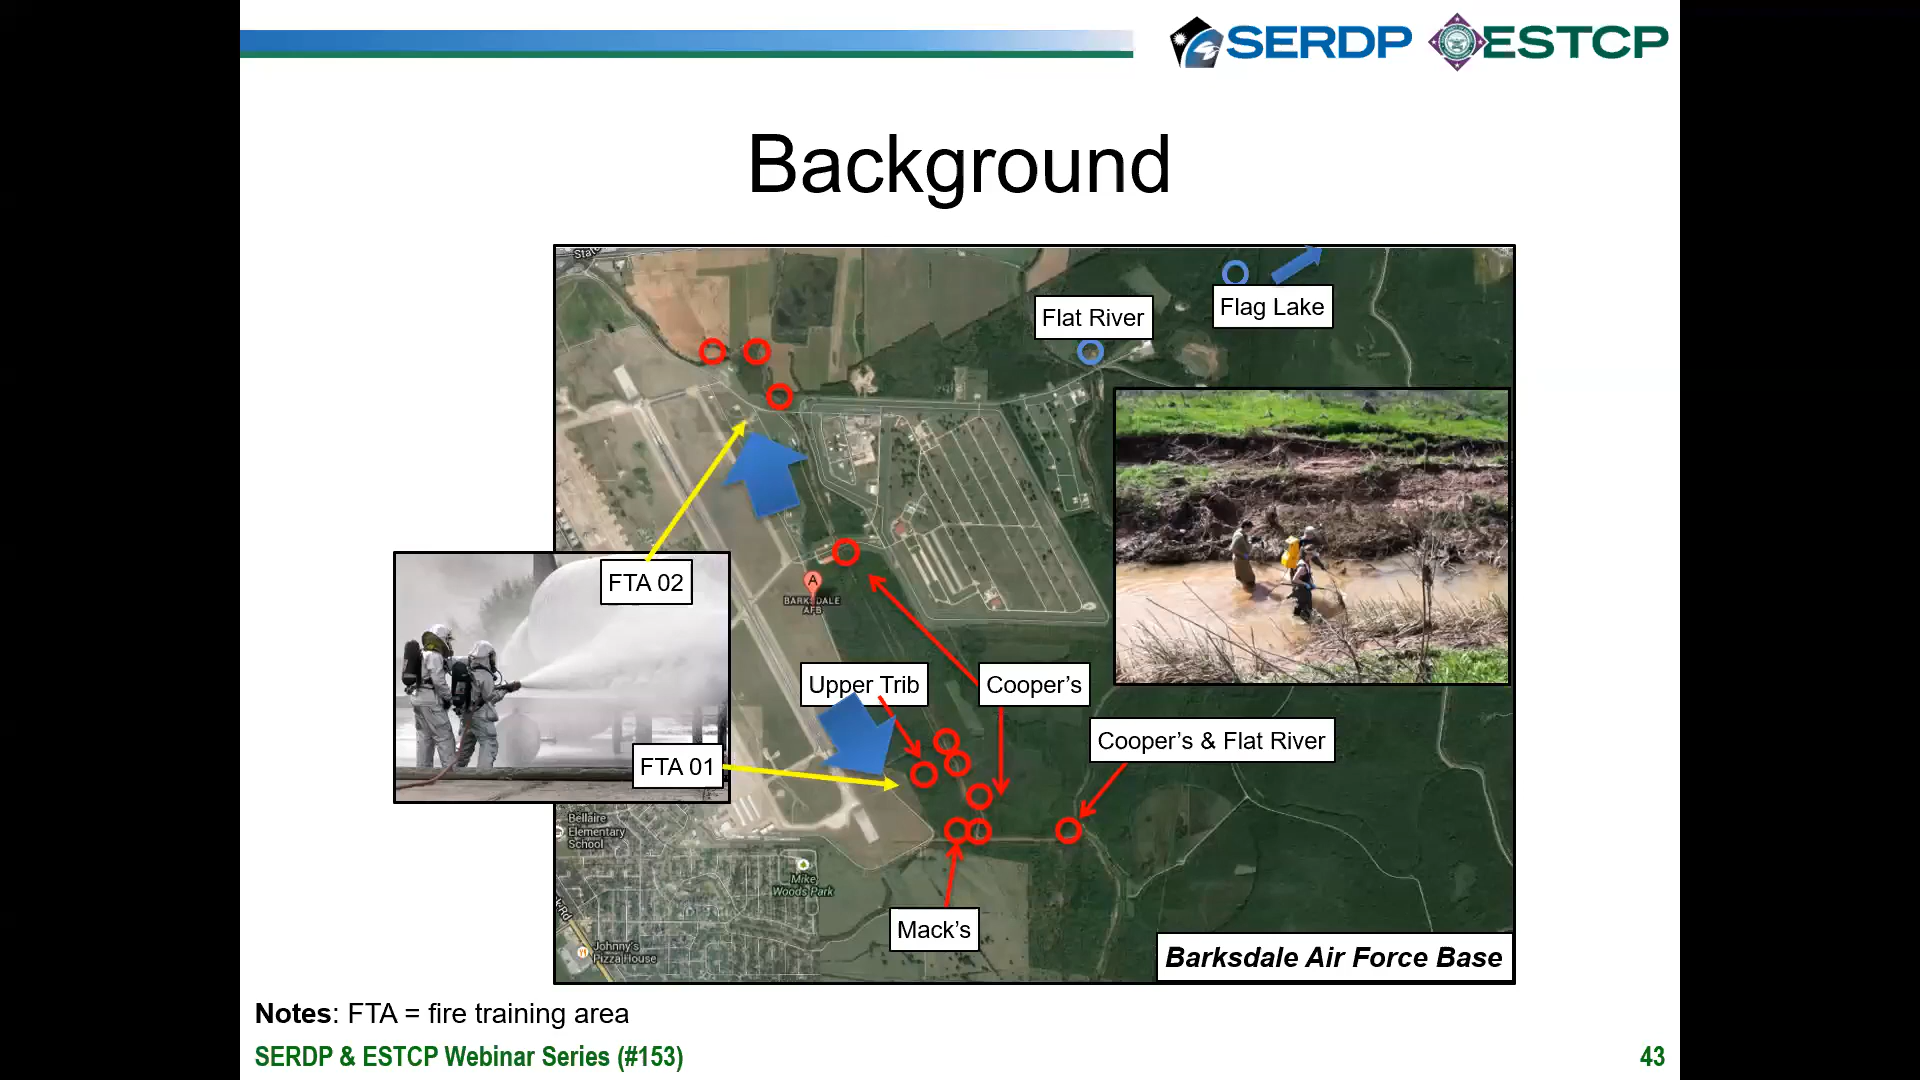 SERDP
ESTCP
Background
State
Flag Lake
Flat River
FTA 02
A
BARKSDALE
AFB
Upper Trib
Cooper's
Cooper's & Flat River
FTA 01
Bellaire
Elementary
School
Mike
Woods Park
Mack's
Johnny's
Pizza House
Barksdale Air Force Base
Notes: FTA = fire training area
SERDP & ESTCP Webinar Series (#153)
43